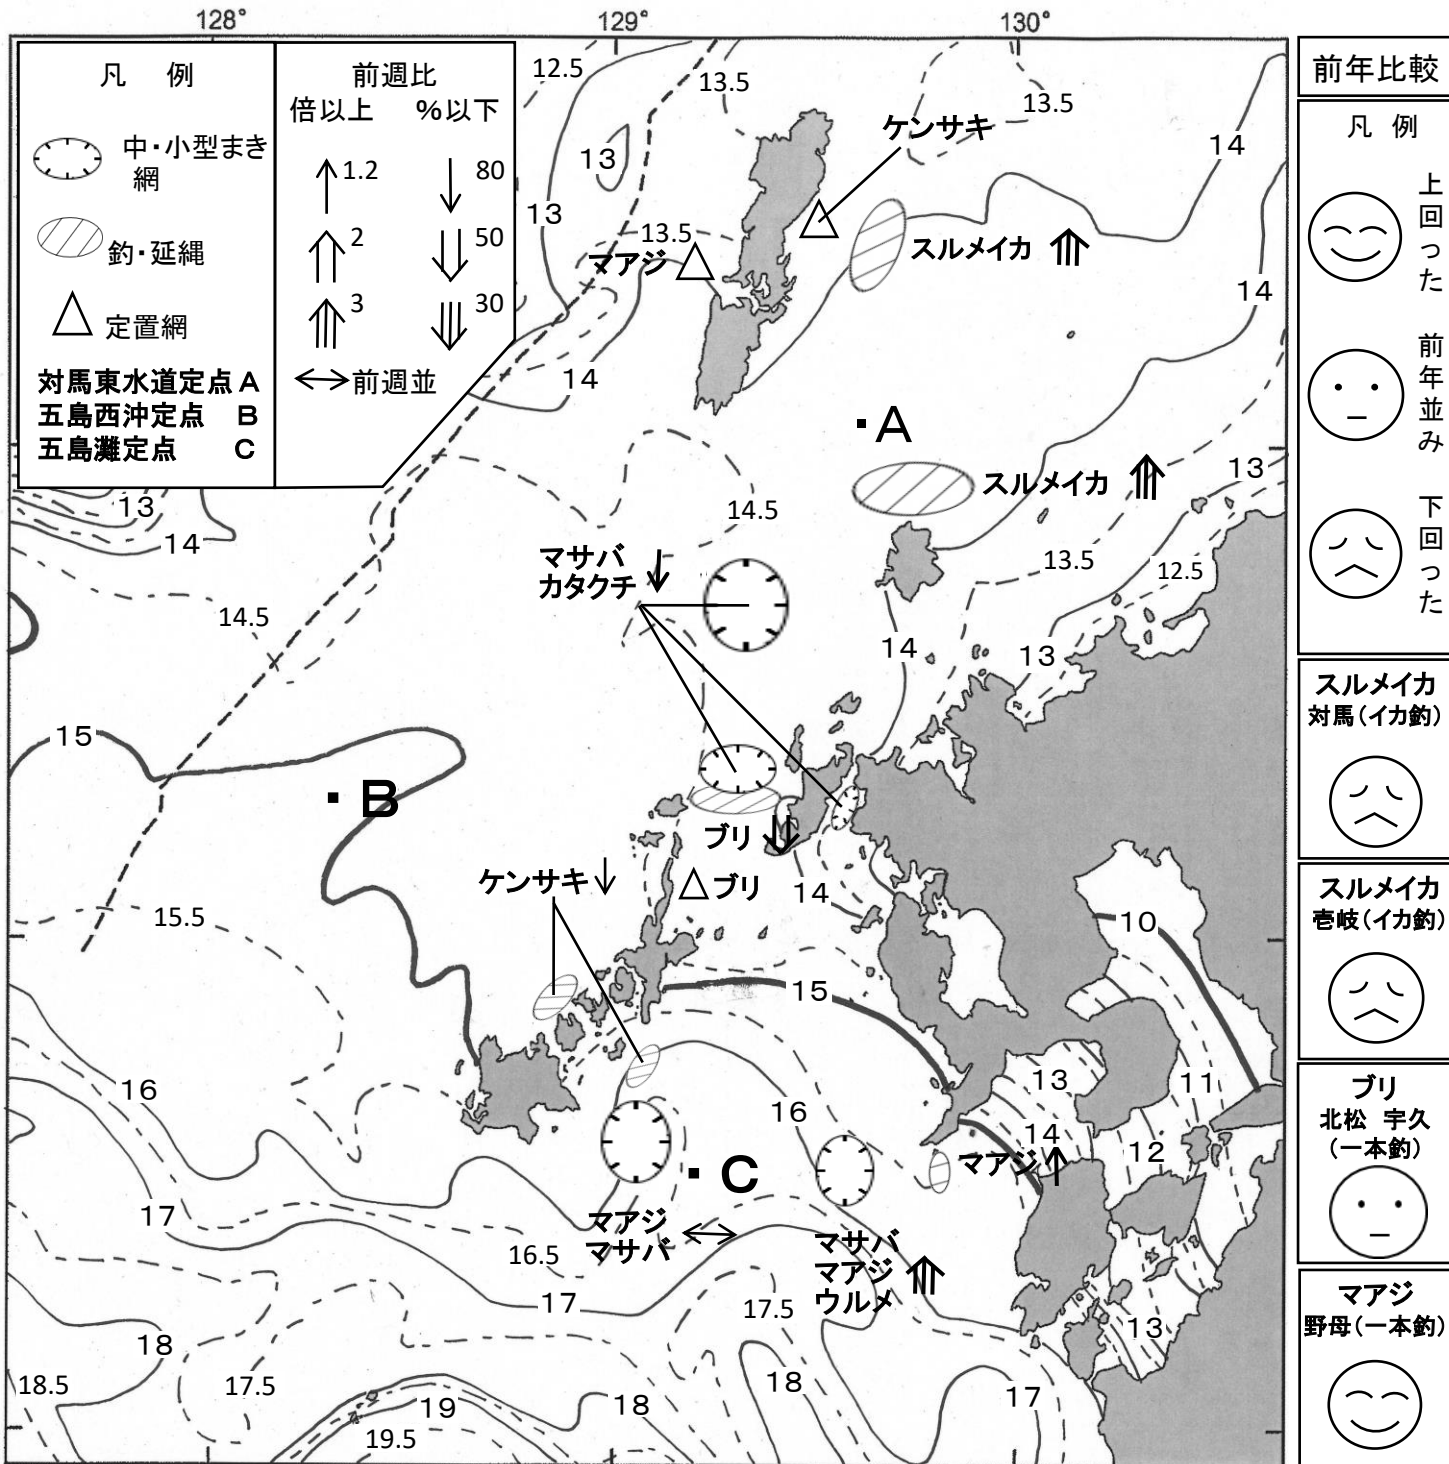 128°
129°
130°
凡 例
中・小型まき
網
釣・延縄
定置網
対馬東水道定点 A
五島西沖定点 B
五島灘定点 C
前週比
倍以上 %以下
1.2 80
2 50
3 30
前週並
12.5
13.5
13.5
ケンサキ
14
13
13
13.5
マアジ
スルメイカ
14
14
A
スルメイカ
13
13
14
14.5
13.5
12.5
マサバ
カタクチ
14.5
14
13
15
B
ブリ
ケンサキ
ブリ
14
15.5
10
15
16
13
11
16
14
12
マアジ
C
17
マアジ
マサバ
16.5
マサバ
マアジ
ウルメ
17
17.5
13
18
18.5
17.5
18
17
19
18
19.5
前年比較
凡 例
上回った
前年並み
下回った
スルメイカ
対馬(イカ釣)
スルメイカ
壱岐(イカ釣)
ブリ
北松 宇久
(一本釣)
マアジ
野母(一本釣)